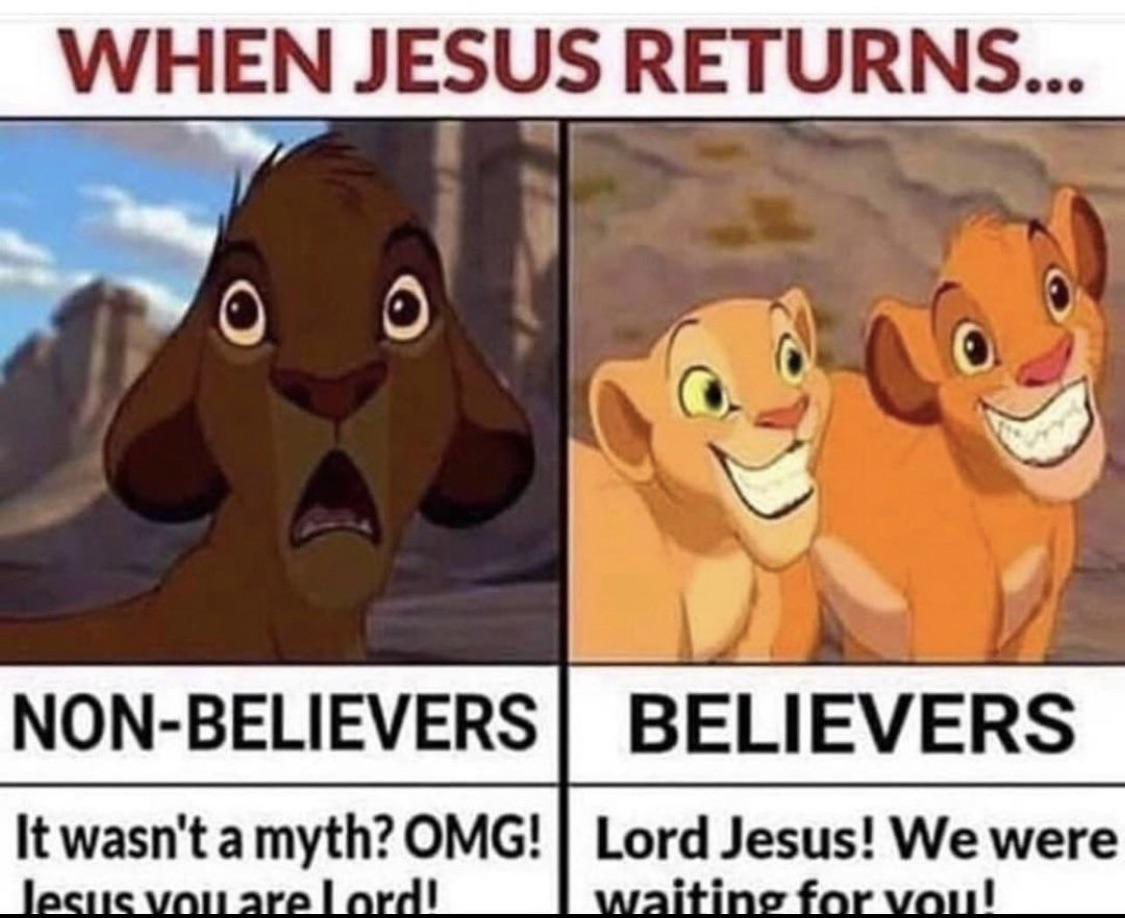 WHEN JESUS RETURNS...
NON-BELIEVERS
BELIEVERS
It wasn't a myth? OMG!
Jesus you are Lord!
Lord Jesus! We were
waiting for you!